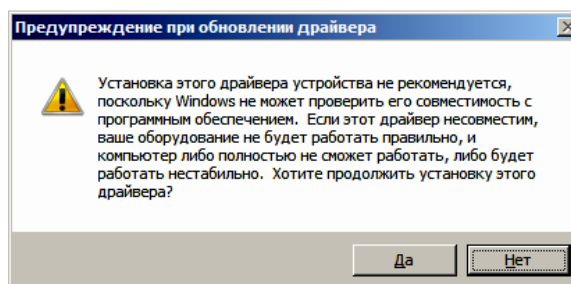 Предупреждение при обновлении драйвера
Установка этого драйвера устройства не рекомендуется,
поскольку Windows не может проверить его совместимость с
программным обеспечением. Если этот драйвер несовместим,
ваше оборудование не будет работать правильно, и
компьютер либо полностью не сможет работать, либо будет
работать нестабильно. Хотите продолжить установку этого
драйвера?
Да
Нет